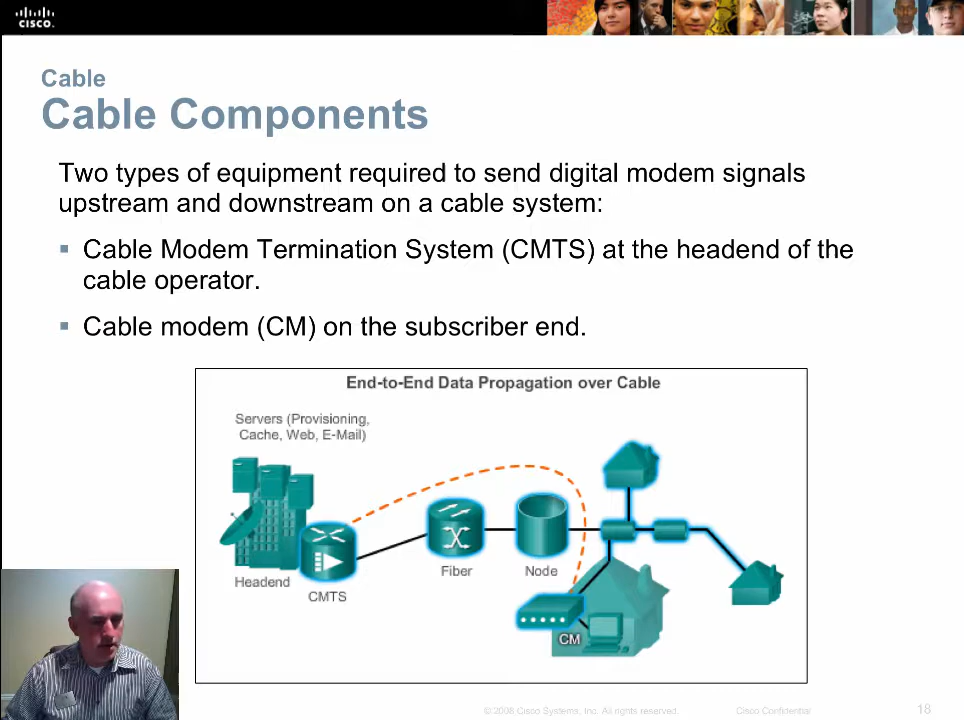 CISCO
Cable
Cable Components
Two types of equipment required to send digital modem signals
upstream and downstream on a cable system:
Cable Modem Termination System (CMTS) at the headend of the
cable operator.
Cable modem (CM) on the subscriber end.
End-to-End Data Propagation over Cable
Servers (Provisioning,
Cache, Web, E-Mail)
Headend
CMTS
Fiber
Node
CM
© 2008 Cisco Systems, Inc. All rights reserved.
Cisco Confidential
18